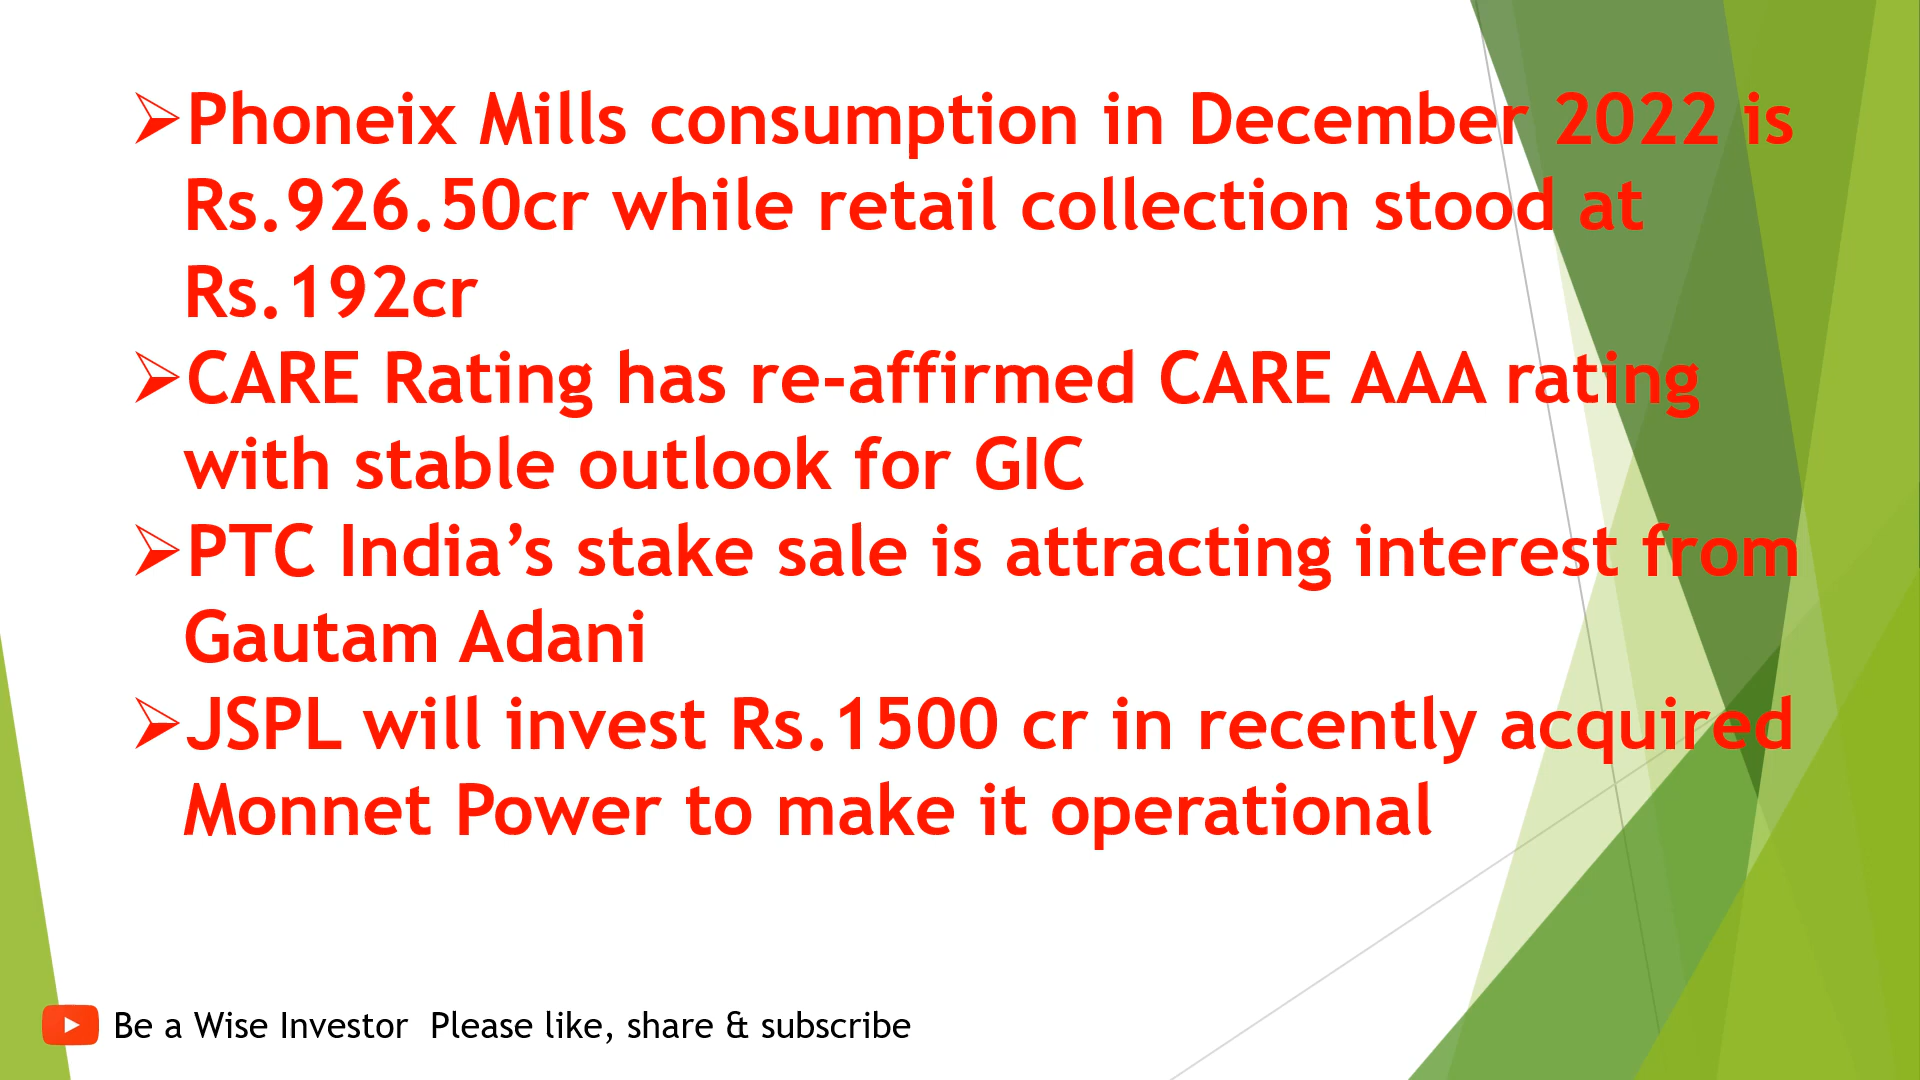 ➢Phoneix Mills consumption in December 2022 is
Rs.926.50cr while retail collection stood at
Rs.192cr
➢CARE Rating has re-affirmed CARE AAA rating
with stable outlook for GIC
➢PTC India’s stake sale is attracting interest from
Gautam Adani
➢JSPL will invest Rs.1500 cr in recently acquired
Monnet Power to make it operational
Be a Wise Investor  Please like, share & subscribe